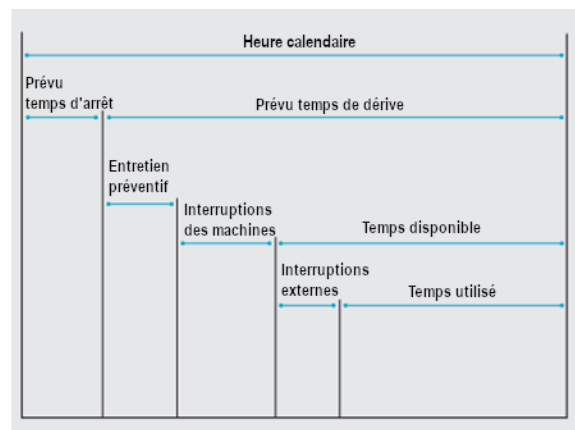 Heure calendaire
Prévu
temps d'arrêt
Prévu temps de dérive
Entretien
préventif
Interruptions
des machines
Temps disponible
Interruptions
externes
Temps utilisé